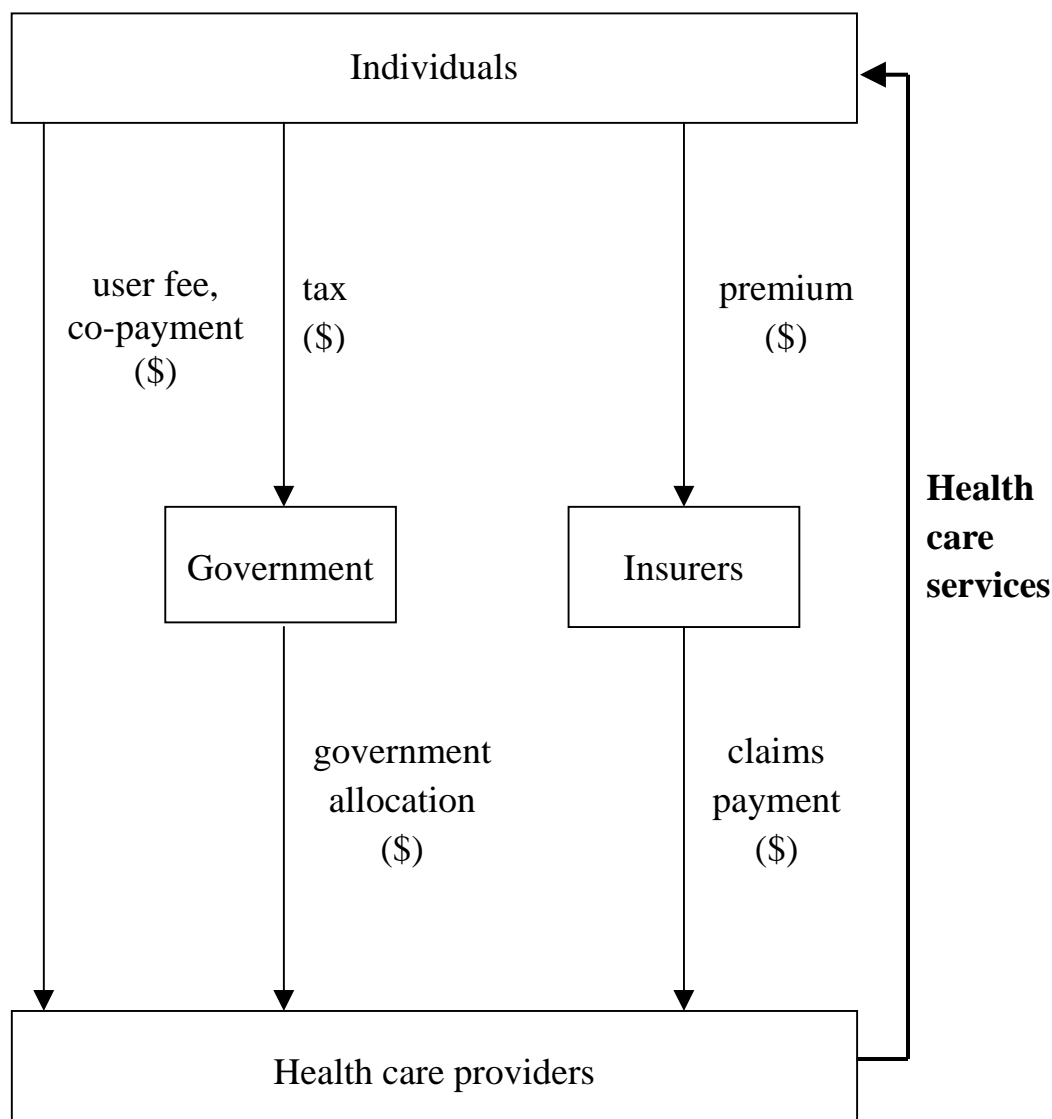 Individuals
user fee,
co-payment
($)
tax
($)
premium
($)
Health
care
services
Government
Insurers
government
allocation
($)
claims
payment
($)
Health care providers